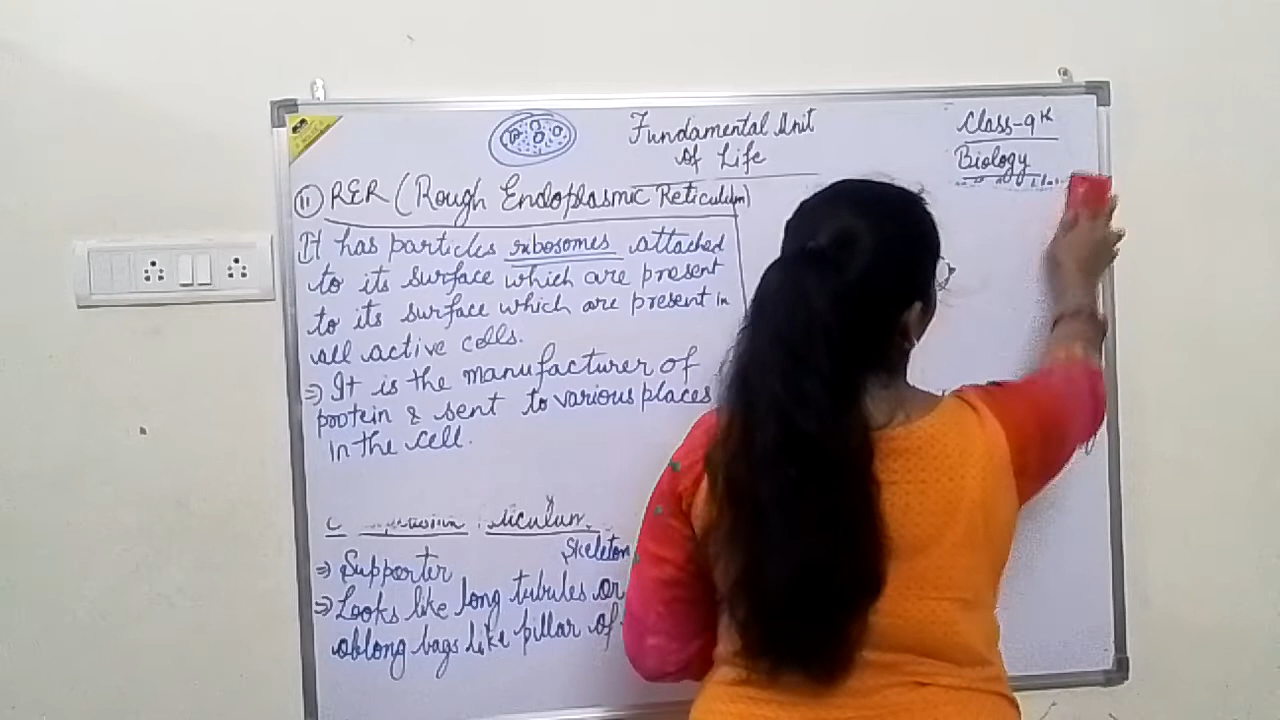 Fundamental Unit
of Life
Class-9th
Biology
(ii) RER (Rough Endoplasmic Reticulum)
It has particles ribosomes attached
to its surface which are present
to its surface which are present in
all active cells.
⇒ It is the manufacturer of
protein & sent to various places
in the cell.
Skeleton
⇒ Supporter
⇒ Looks like long tubules or
oblong bags like pillar of